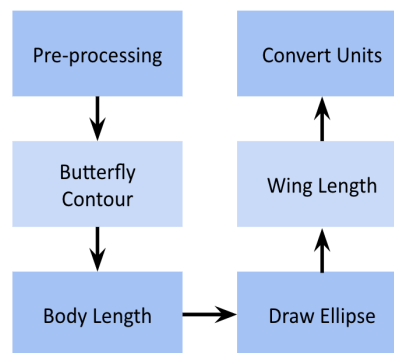 Pre-processing
Butterfly
Contour
Body Length
Draw Ellipse
Wing Length
Convert Units